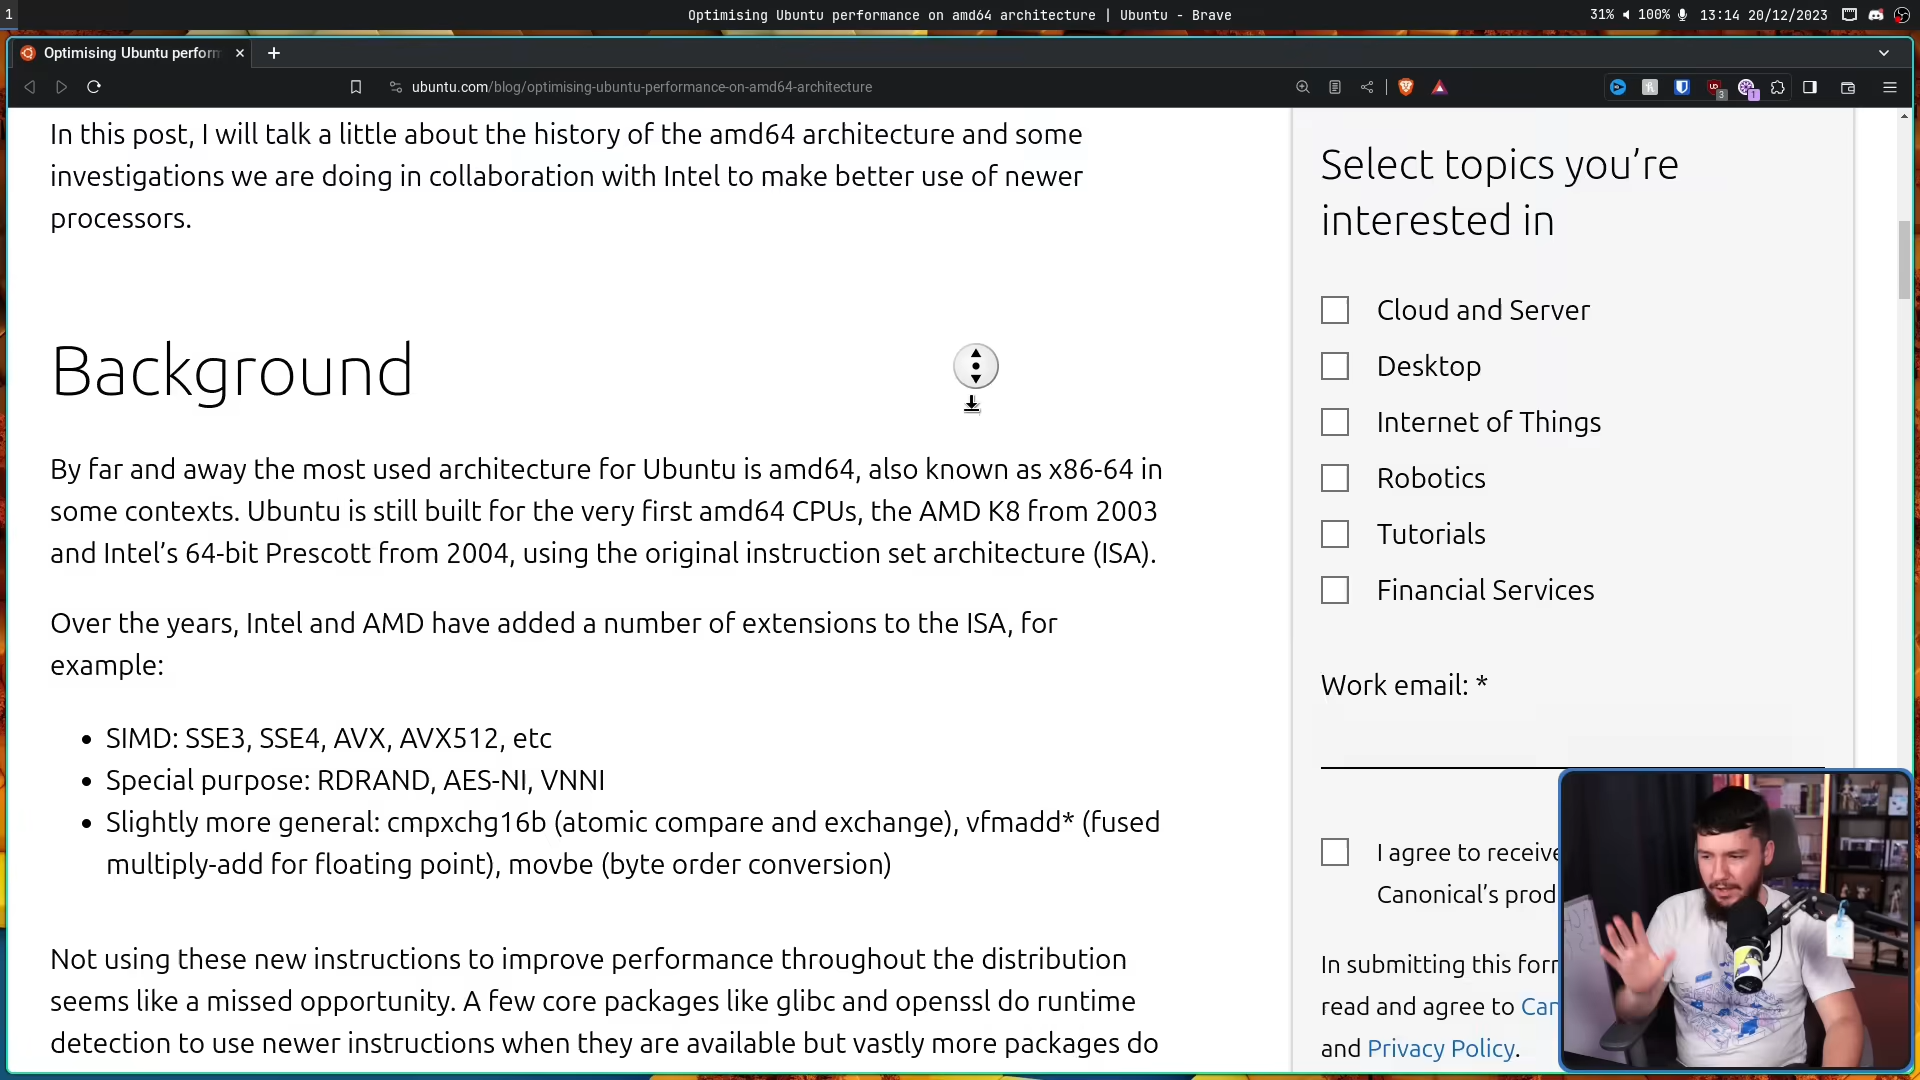 1
Optimising Ubuntu performance on amd64 architecture | Ubuntu - Brave
31% 100% 13:14 20/12/2023
Optimising Ubuntu perforn
ubuntu.com/blog/optimising-ubuntu-performance-on-amd64-architecture
3
1
In this post, I will talk a little about the history of the amd64 architecture and some
investigations we are doing in collaboration with Intel to make better use of newer
processors.
Background
By far and away the most used architecture for Ubuntu is amd64, also known as x86-64 in
some contexts. Ubuntu is still built for the very first amd64 CPUs, the AMD K8 from 2003
and Intel’s 64-bit Prescott from 2004, using the original instruction set architecture (ISA).
Over the years, Intel and AMD have added a number of extensions to the ISA, for
example:
• SIMD: SSE3, SSE4, AVX, AVX512, etc
• Special purpose: RDRAND, AES-NI, VNNI
• Slightly more general: cmpxchg16b (atomic compare and exchange), vfmadd* (fused
multiply-add for floating point), movbe (byte order conversion)
Not using these new instructions to improve performance throughout the distribution
seems like a missed opportunity. A few core packages like glibc and openssl do runtime
detection to use newer instructions when they are available but vastly more packages do
Select topics you’re
interested in
Cloud and Server
Desktop
Internet of Things
Robotics
Tutorials
Financial Services
Work email: *
I agree to receive
Canonical’s prod
In submitting this forr
read and agree to Car
and Privacy Policy.